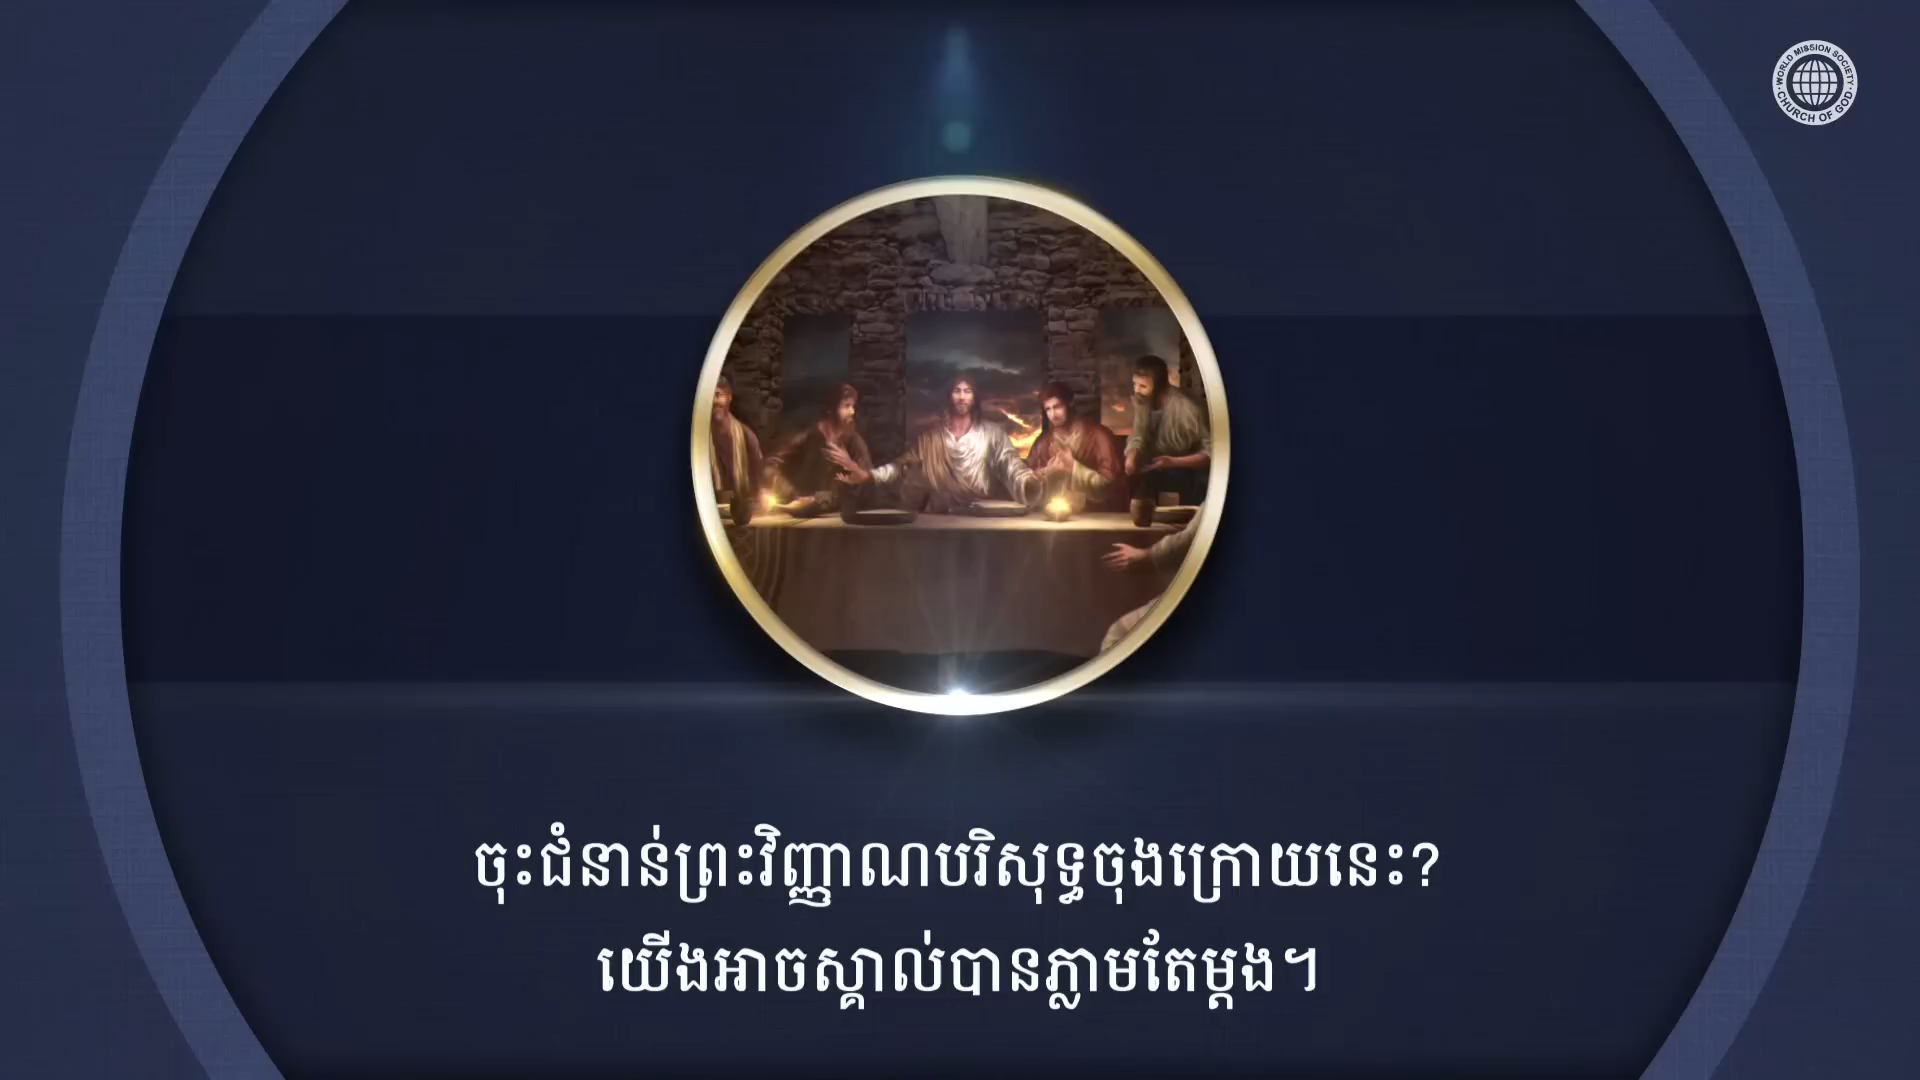 WORLD MISSION SOCIETY
CHURCH OF GOD
ចុះជំនាន់ព្រះវិញ្ញាណបរិសុទ្ធចុងក្រោយនេះ?
យើងអាចស្គាល់បានភ្លាមតែម្ដង។